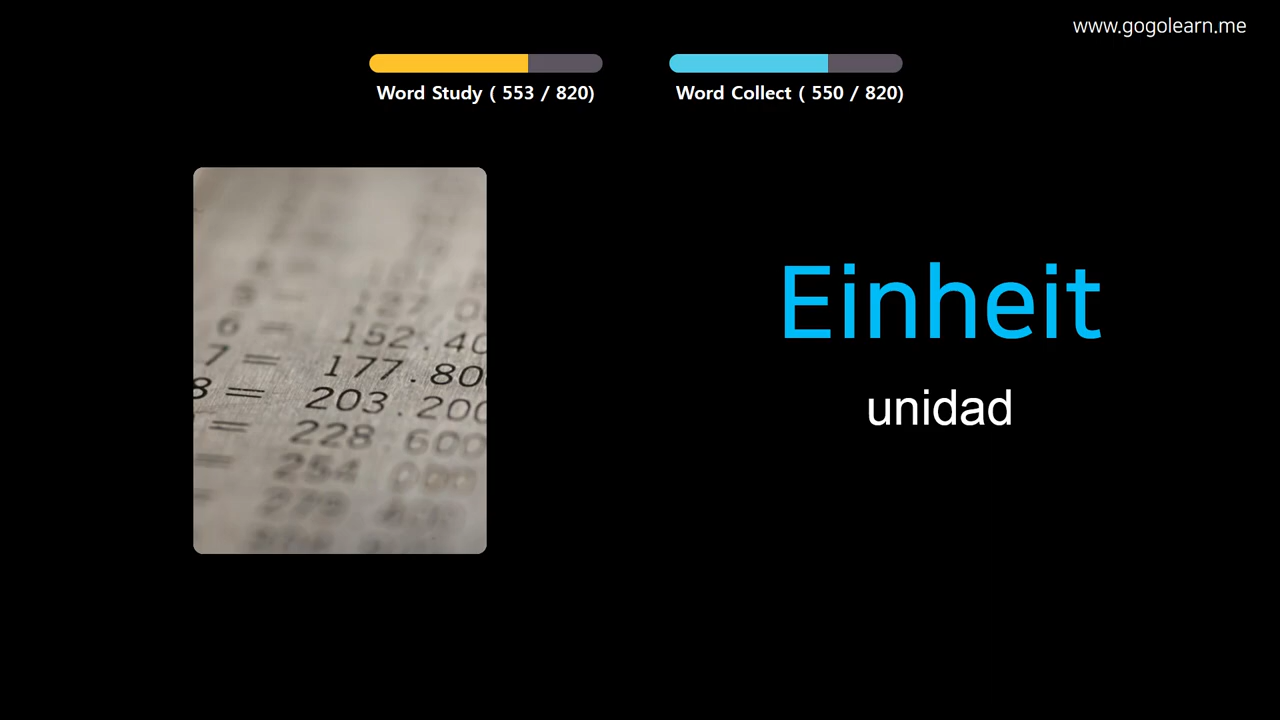 www.gogolearn.me
Word Study ( 553 / 820)
Word Collect ( 550 / 820)
Einheit
unidad
6 = 152.40
7 = 177.80
8 = 203.200
= 228.600
= 254 000